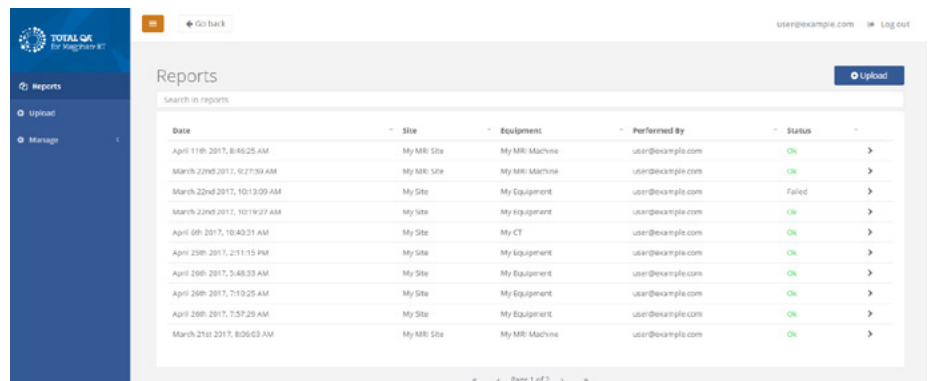 TOTAL QA
for Magphan RT
Go back
user@example.com Log out
Reports
Upload
Manage
Reports
Upload
Search in reports
Date Site Equipment Performed By Status
April 11th 2017, 8:46:25 AM My MRI Site My MRI Machine user@example.com Ok
March 22nd 2017, 9:27:59 AM My MRI Site My MRI Machine user@example.com Ok
March 22nd 2017, 10:13:09 AM My Site My Equipment user@example.com Failed
March 22nd 2017, 10:19:27 AM My Site My Equipment user@example.com Ok
April 6th 2017, 10:40:31 AM My Site My CT user@example.com Ok
April 25th 2017, 2:11:15 PM My Site My Equipment user@example.com Ok
April 26th 2017, 5:48:33 AM My Site My Equipment user@example.com Ok
April 26th 2017, 7:10:25 AM My Site My Equipment user@example.com Ok
April 26th 2017, 7:57:29 AM My Site My Equipment user@example.com Ok
March 21st 2017, 8:06:03 AM My MRI Site My MRI Machine user@example.com Ok
Page 1 of 2